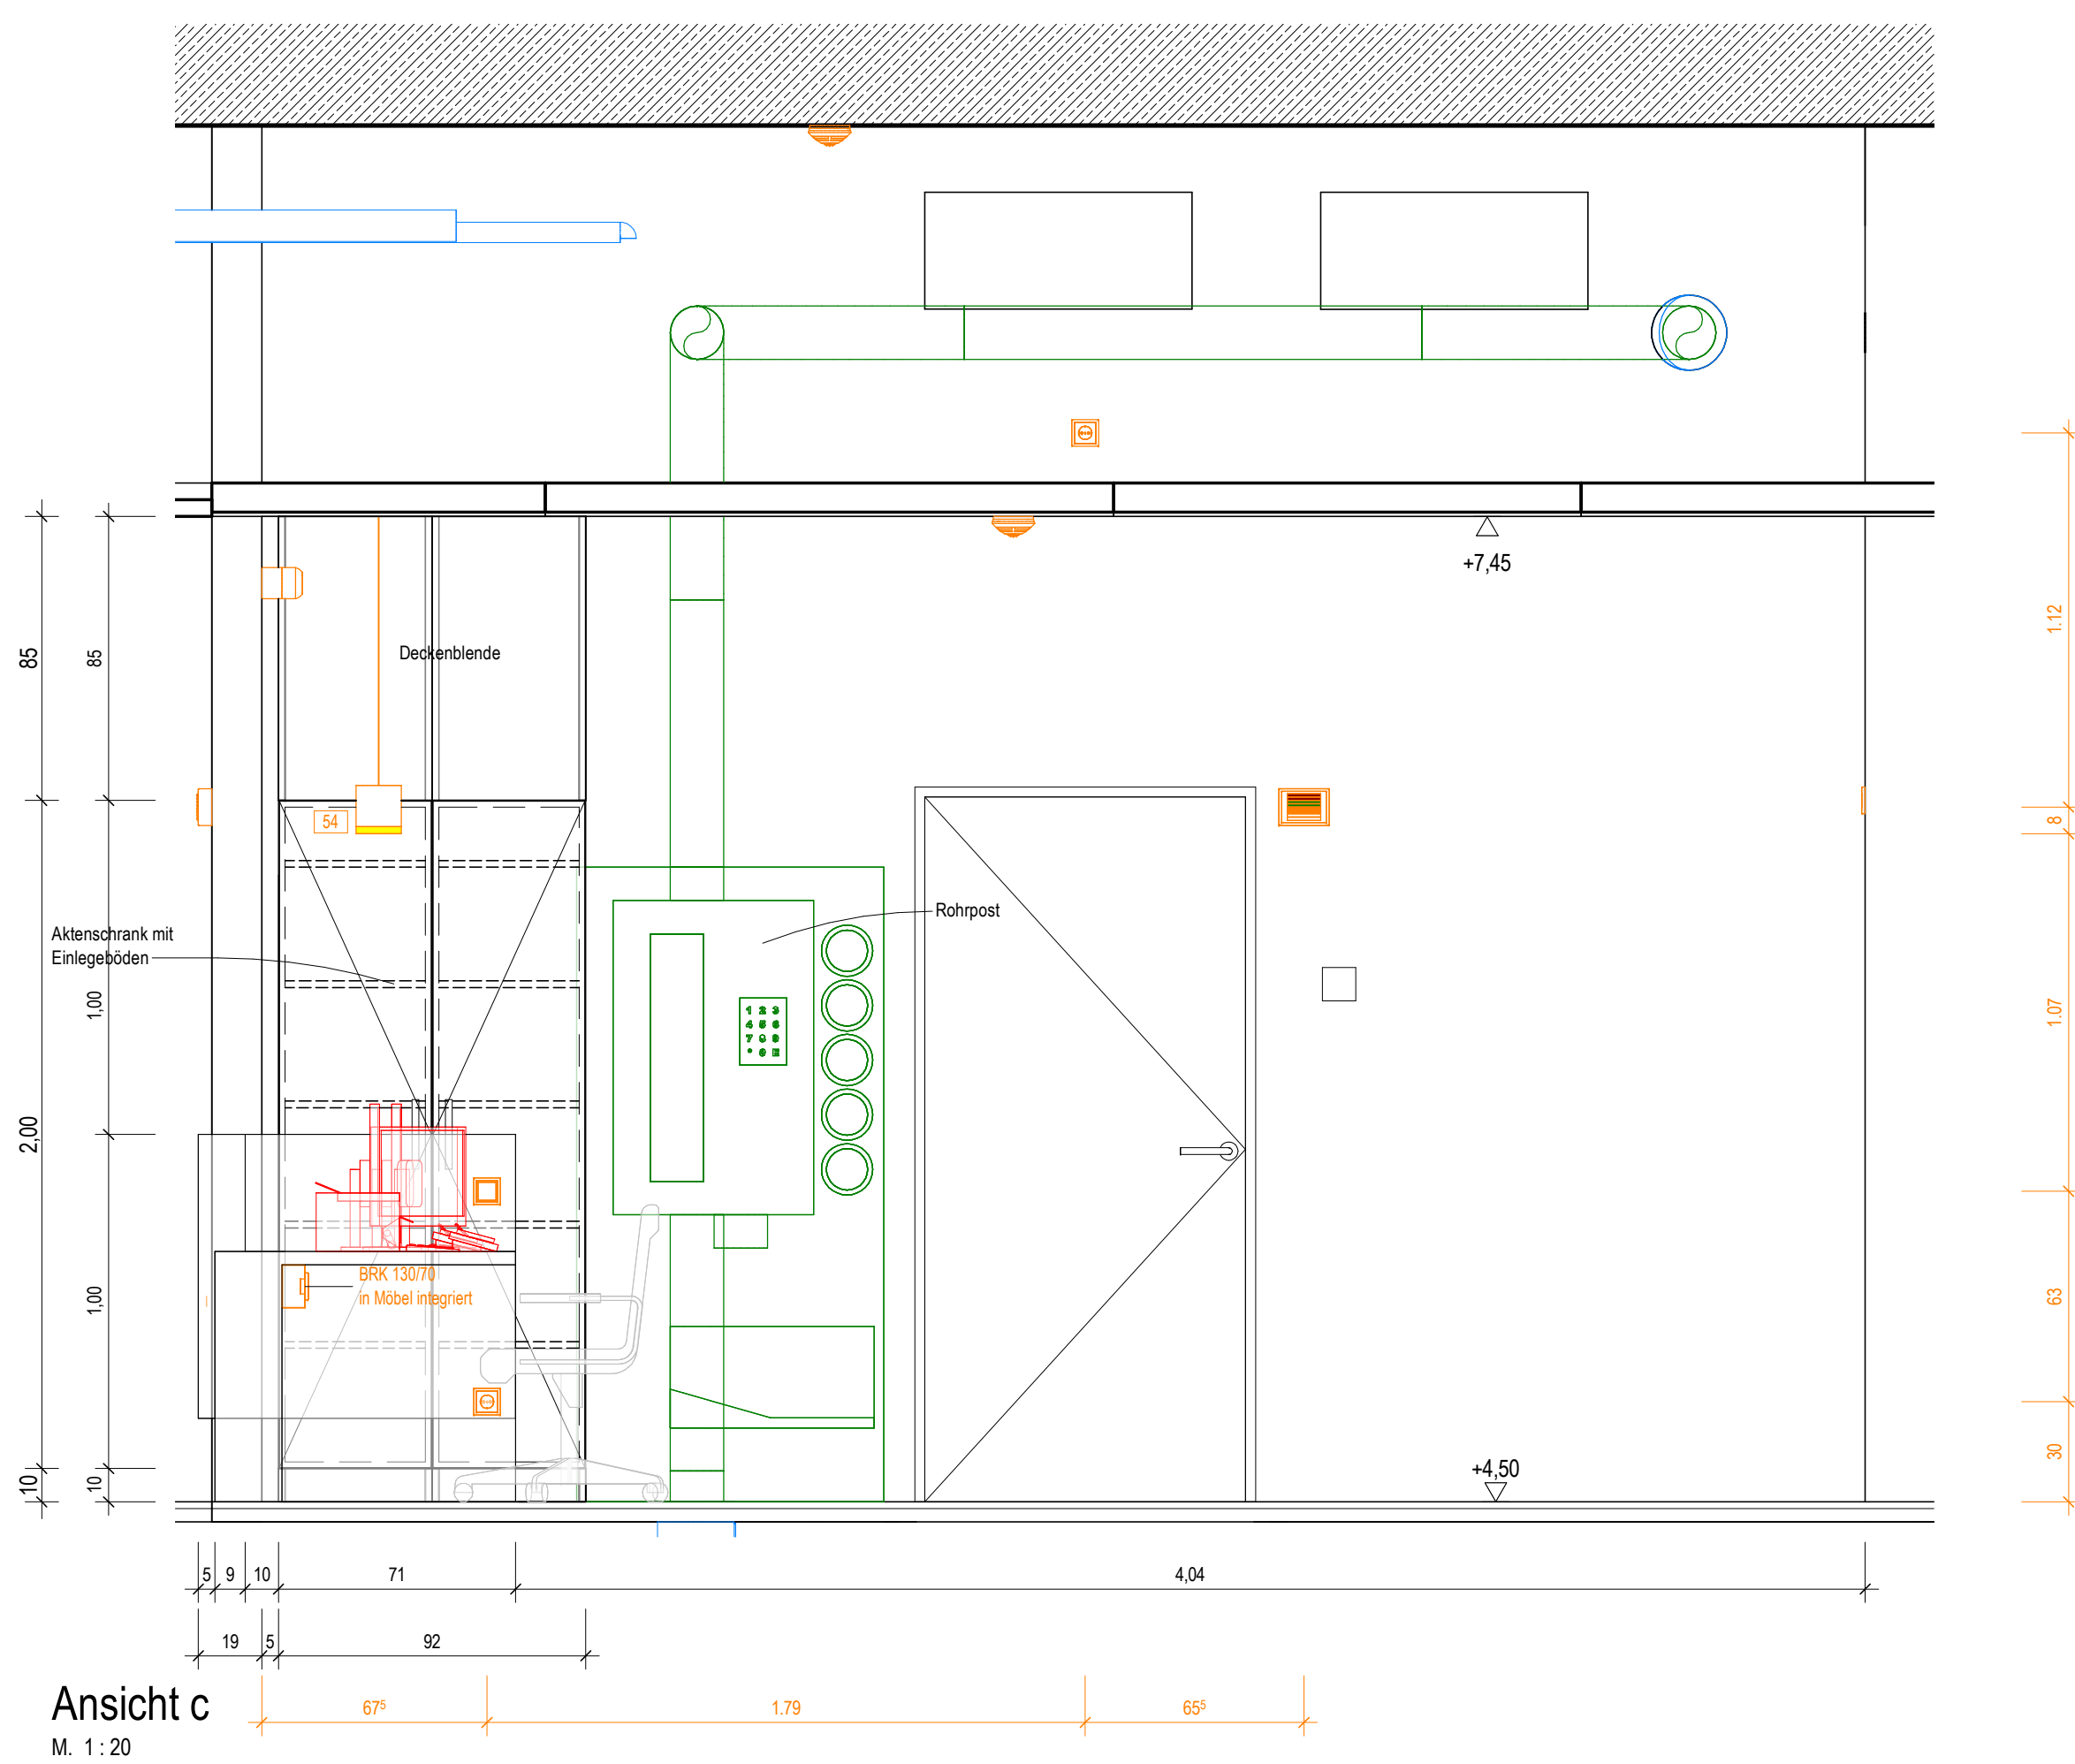 +7,45
1.12
85
85
Deckenblende
54
8
Rohrpost
Aktenschrank mit
Einlegeböden
1,00
1 2 3
4 5 6
7 8 9
* 0
1.07
2,00
BRK 130/70
in Möbel integriert
1,00
63
30
+4,50
10
10
5 9 10 71 4,04
19 5 92
67⁵ 1.79 65⁵
Ansicht c
M. 1 : 20